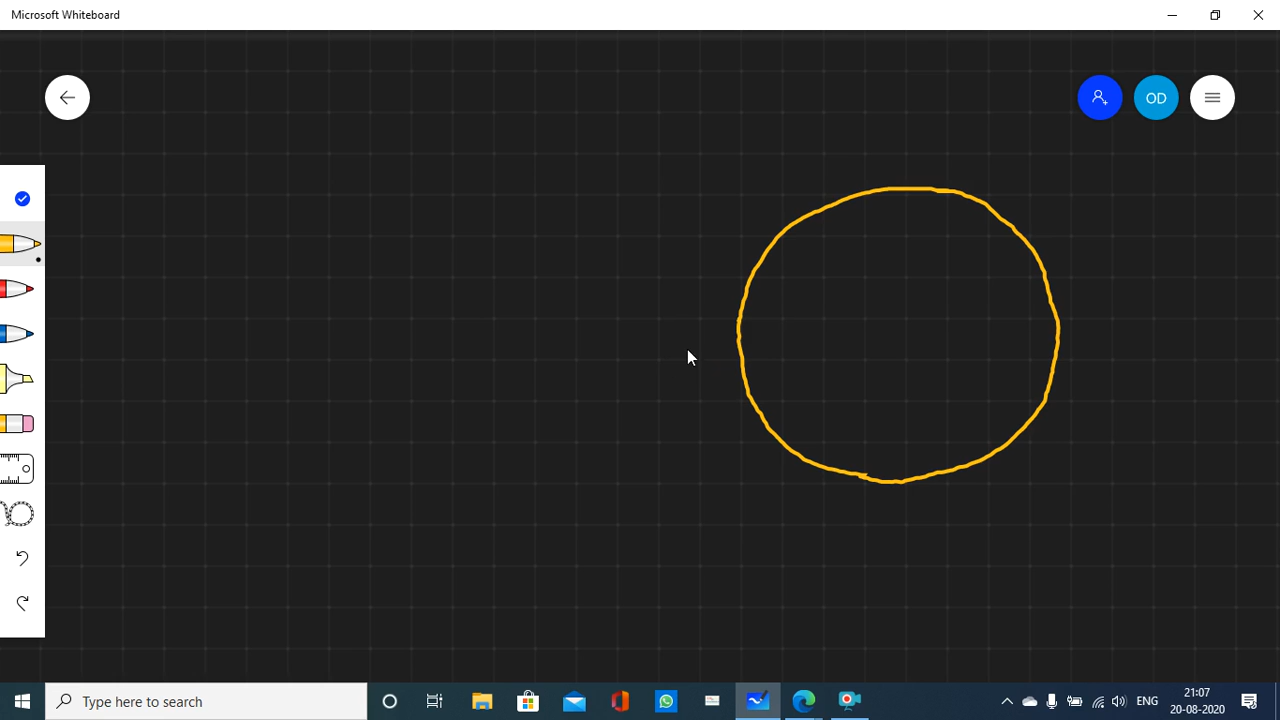 Microsoft Whiteboard
OD
Type here to search
ENG
21:07
20-08-2020